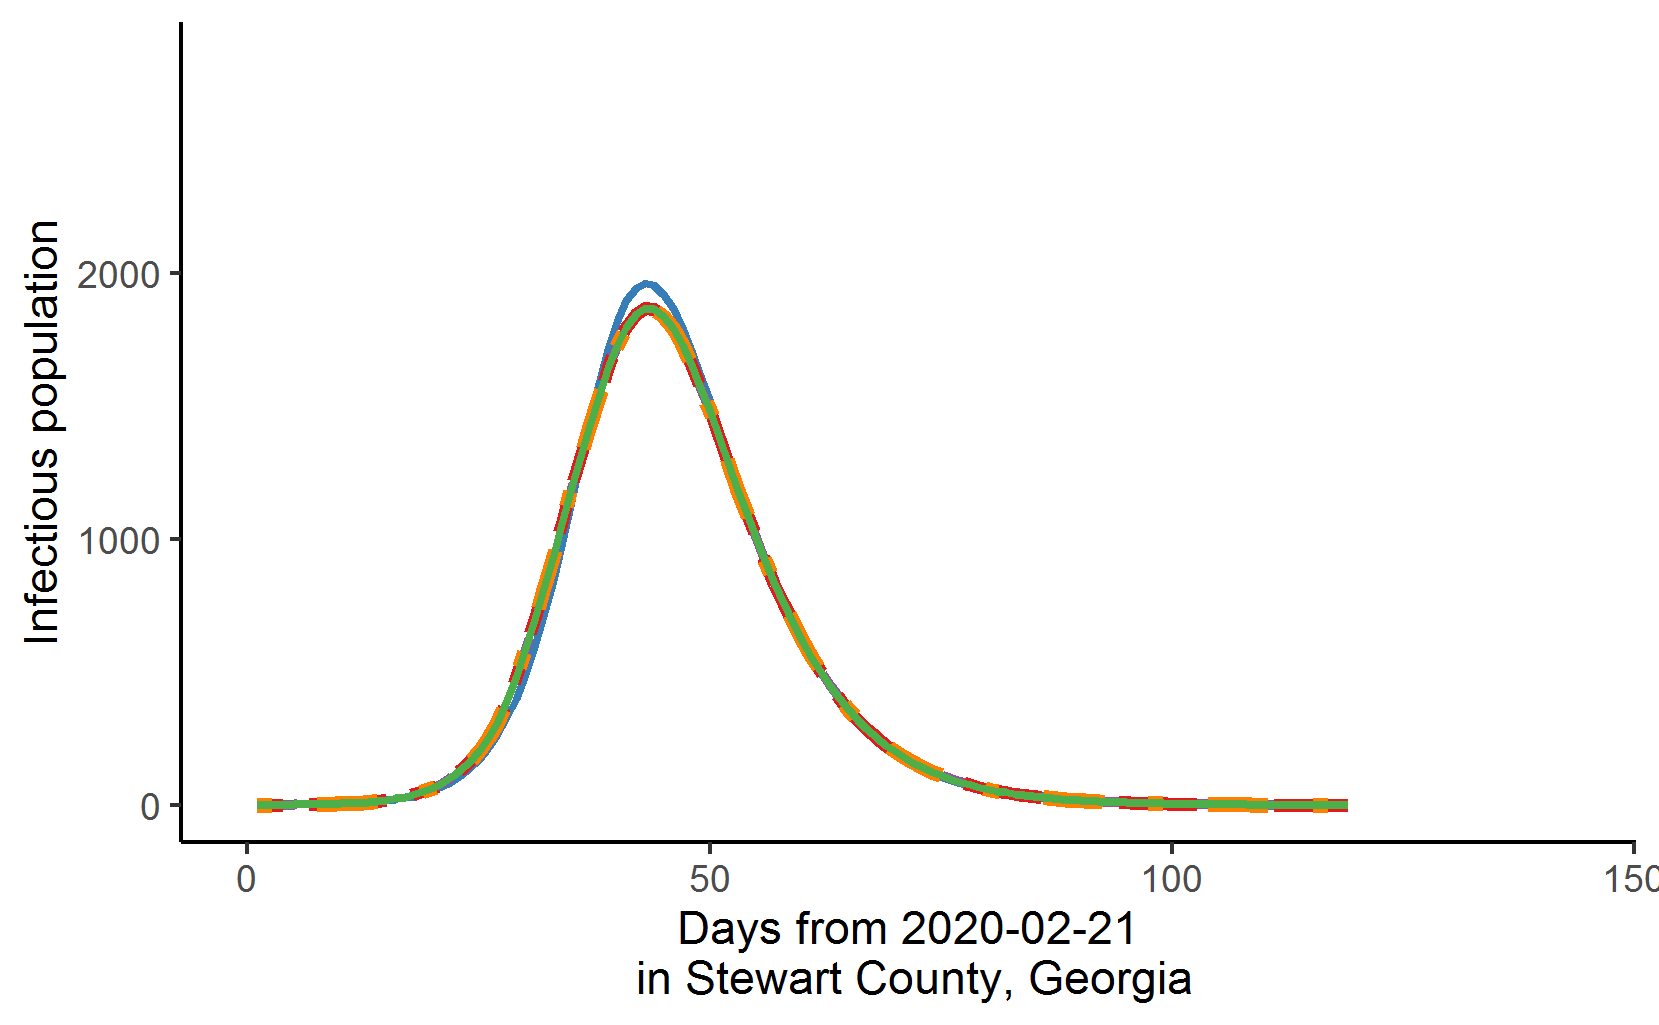 Infectious population
2000
1000
0
0 50 100 150
Days from 2020-02-21
in Stewart County, Georgia